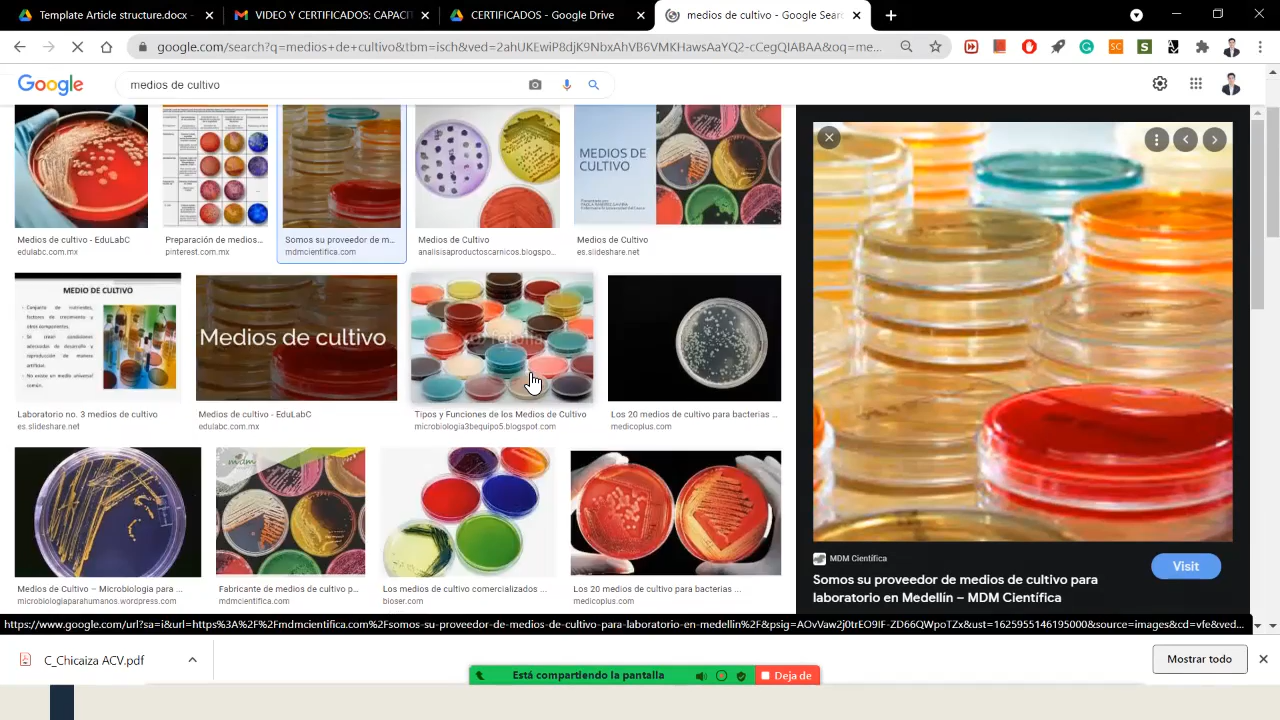 Template Article structure.docx -
VIDEO Y CERTIFICADOS: CAPACIT
CERTIFICADOS - Google Drive
medios de cultivo - Google Sear
google.com/search?q=medios+de+cultivo&tbm=isch&ved=2ahUKEwiP8djK9NbxAhVB6VMKHawsAaYQ2-cCegQIABAA&oq=me...
Google
medios de cultivo
MEDIOS DE
CULTIVO
Medios de cultivo - EduLabC
edulabc.com.mx
Preparación de medios...
pinterest.com.mx
Somos su proveedor de m...
mdmcientifica.com
Medios de Cultivo
analisisaproductoscarnicos.blogspo...
Medios de Cultivo
es.slideshare.net
MEDIO DE CULTIVO
Medios de cultivo
Laboratorio no. 3 medios de cultivo
es.slideshare.net
Medios de cultivo - EduLabC
edulabc.com.mx
Tipos y Funciones de los Medios de Cultivo
microbiologia3bequipo5.blogspot.com
Los 20 medios de cultivo para bacterias ...
medicoplus.com
mdm
Medios de Cultivo – Microbiologia para ...
microbiologiaparahumanos.wordpress.com
Fabricante de medios de cultivo p...
mdmcientifica.com
Los medios de cultivo comercializados ...
bioser.com
Los 20 medios de cultivo para bacterias ...
medicoplus.com
MDM Científica
Visit
Somos su proveedor de medios de cultivo para
laboratorio en Medellín – MDM Científica
https://www.google.com/url?sa=i&url=https%3A%2F%2Fmdmcientifica.com%2Fsomos-su-proveedor-de-medios-de-cultivo-para-laboratorio-en-medellin%2F&psig=AOvVaw2j0trEO9IF-ZD66QWpoTZx&ust=1625955146195000&source=images&cd=vfe&ved...
C_Chicaiza ACV.pdf
Mostrar todo
Está compartiendo la pantalla
Deja de